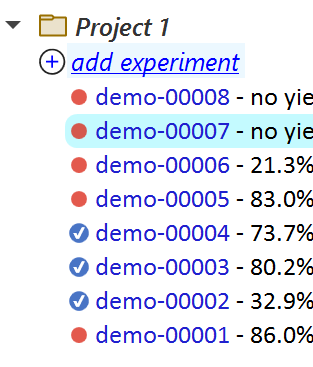 Project 1
add experiment
demo-00008 - no yie
demo-00007 - no yie
demo-00006 - 21.3%
demo-00005 - 83.0%
demo-00004 - 73.7%
demo-00003 - 80.2%
demo-00002 - 32.9%
demo-00001 - 86.0%